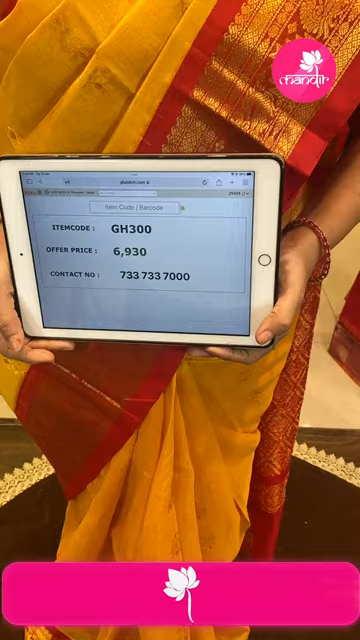 mandir
Item Code / Barcode
ITEMCODE : GH300
OFFER PRICE : 6,930
CONTACT NO : 733 733 7000